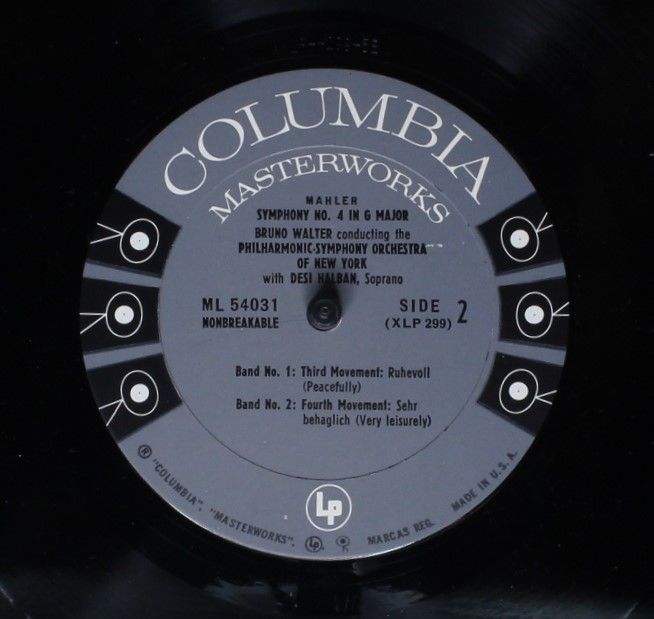 COLUMBIA
MASTERWORKS
MAHLER
SYMPHONY NO. 4 IN G MAJOR
BRUNO WALTER conducting the
PHILHARMONIC-SYMPHONY ORCHESTRA
OF NEW YORK
with DESI HALBAN, Soprano
ML 54031 SIDE 2
NONBREAKABLE (XLP 299)
Band No. 1: Third Movement: Ruhevoll
(Peacefully)
Band No. 2: Fourth Movement: Sehr
behaglich (Very leisurely)
LP
® "COLUMBIA", "MASTERWORKS", LP, MARCAS REG. MADE IN U.S.A.